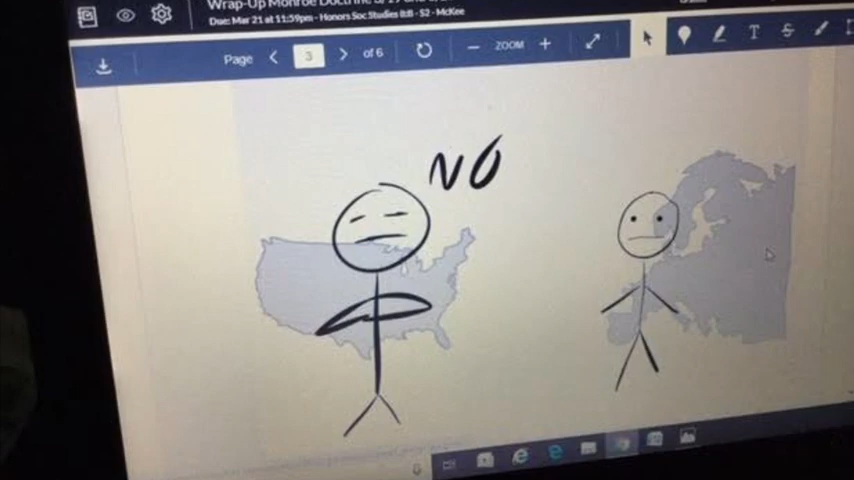 Wrap-Up Monroe Doctrine
Due: Mar 21 at 11:59pm - Honors Soc Studies (8) - S2 - McKee
Page 3 of 6 ZOOM T S
NO